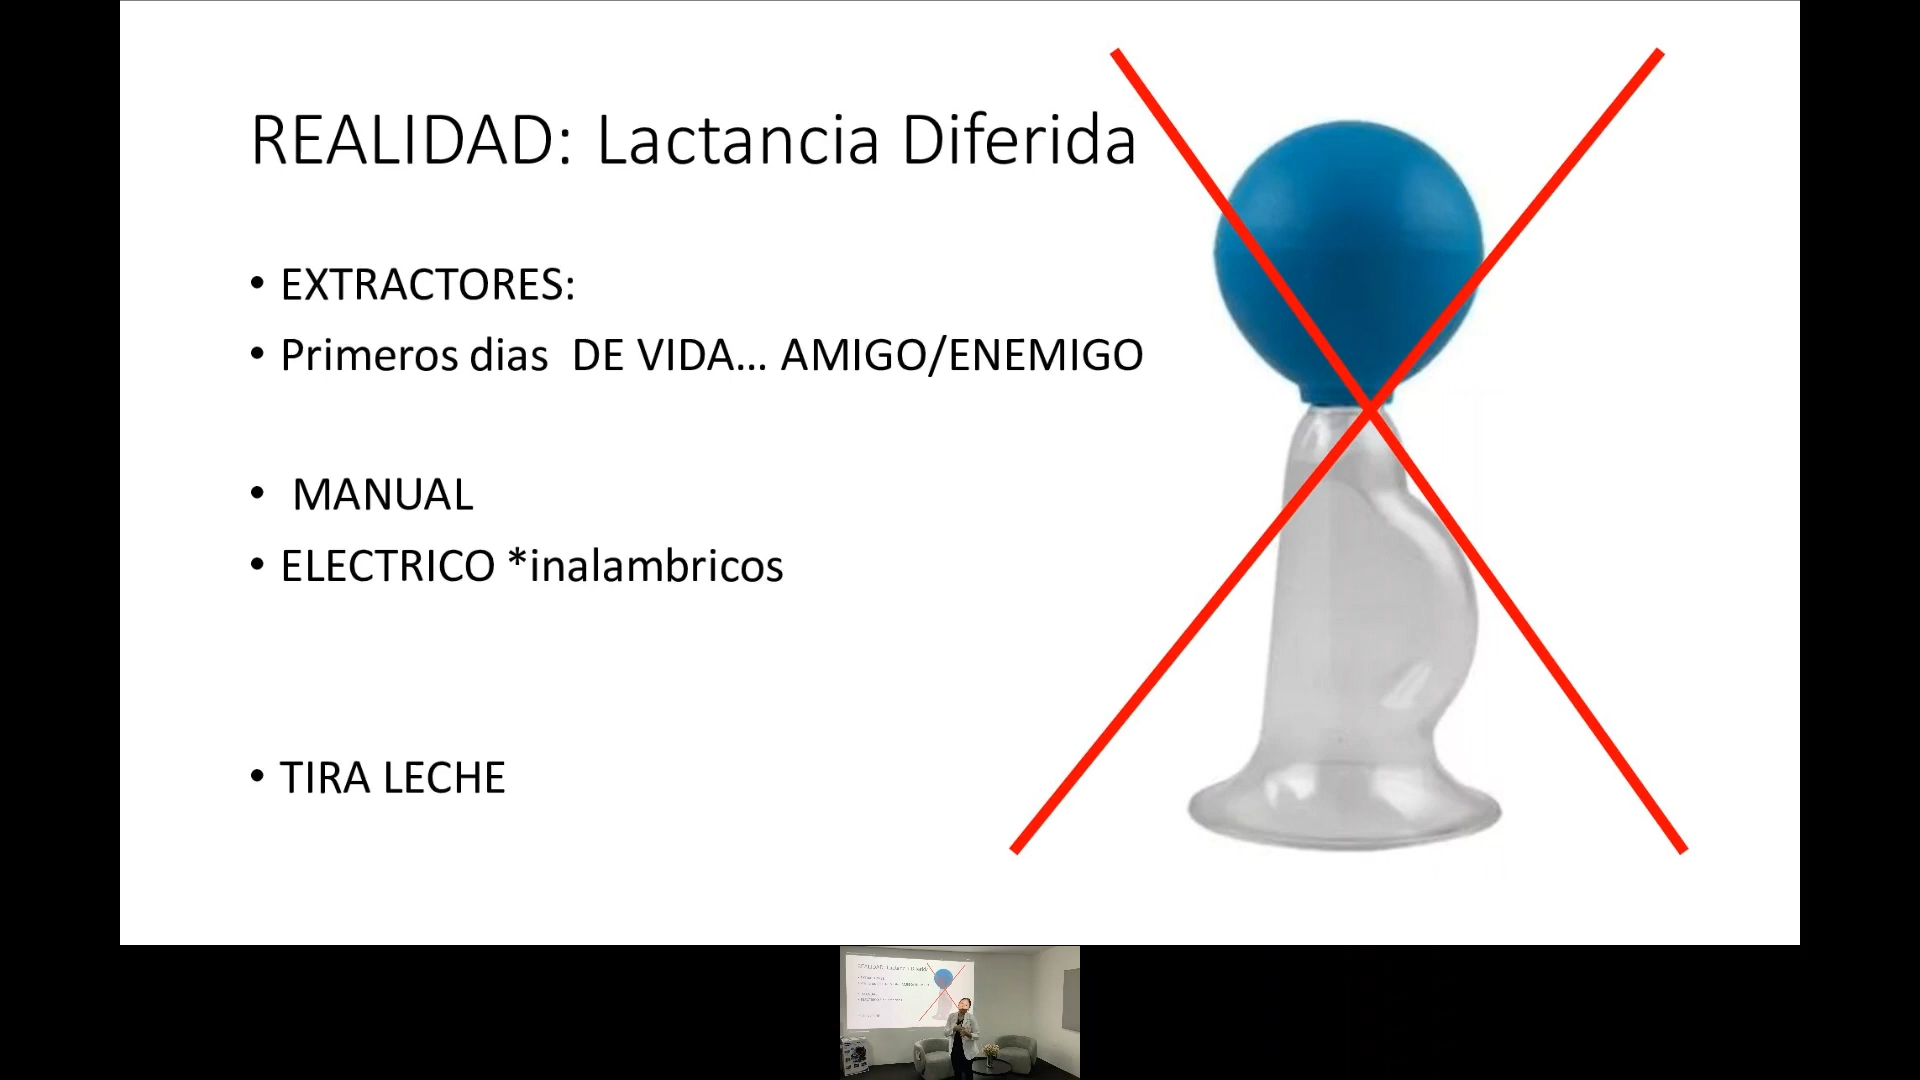 REALIDAD: Lactancia Diferida
• EXTRACTORES:
• Primeros dias DE VIDA... AMIGO/ENEMIGO
• MANUAL
• ELECTRICO *inalambricos
• TIRA LECHE